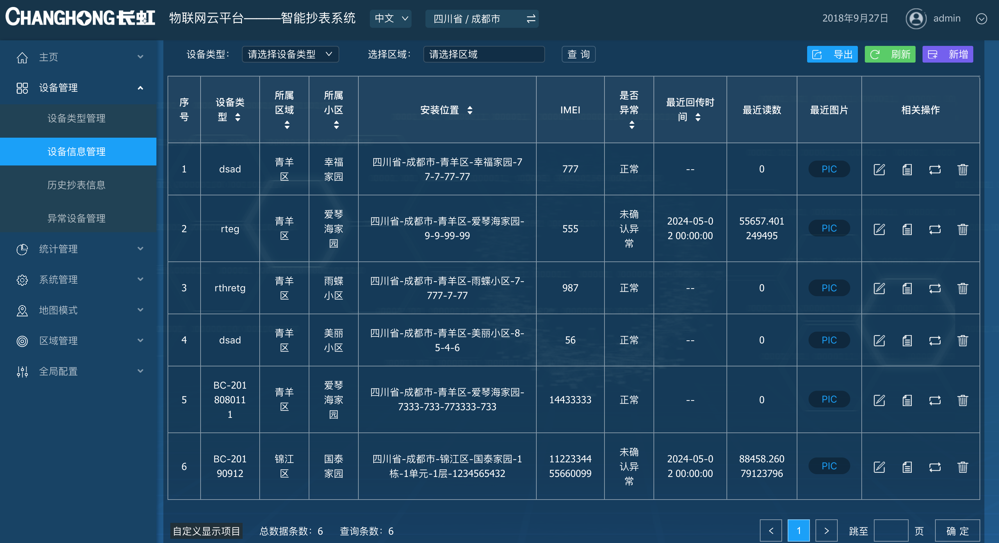 CHANGHONG长虹
物联网云平台———智能抄表系统
中文
四川省 / 成都市
2018年9月27日
admin
主页
设备管理
设备类型管理
设备信息管理
历史抄表信息
异常设备管理
统计管理
系统管理
地图模式
区域管理
全局配置
设备类型：
请选择设备类型
选择区域：
请选择区域
查 询
导出
刷新
新增
序
号
设备类
型
所属
区域
所属
小区
安装位置
IMEI
是否
异常
最近回传时
间
最近读数
最近图片
相关操作
1
dsad
青羊
区
幸福
家园
四川省-成都市-青羊区-幸福家园-7
7-7-77-77
777
正常
--
0
PIC
2
rteg
青羊
区
爱琴
海家
园
四川省-成都市-青羊区-爱琴海家园-
9-9-99-99
555
未确
认异
常
2024-05-0
2 00:00:00
55657.401
249495
PIC
3
rthretg
青羊
区
雨蝶
小区
四川省-成都市-青羊区-雨蝶小区-7-
777-7-77
987
正常
--
0
PIC
4
dsad
青羊
区
美丽
小区
四川省-成都市-青羊区-美丽小区-8-
5-4-6
56
正常
--
0
PIC
5
BC-201
808011
1
青羊
区
爱琴
海家
园
四川省-成都市-青羊区-爱琴海家园-
7333-733-773333-733
14433333
正常
--
0
PIC
6
BC-201
90912
锦江
区
国泰
家园
四川省-成都市-锦江区-国泰家园-1
栋-1单元-1层-1234565432
11223344
55660099
未确
认异
常
2024-05-0
2 00:00:00
88458.260
79123796
PIC
自定义显示项目
总数据条数：6
查询条数：6
<
1
>
跳至
页
确 定